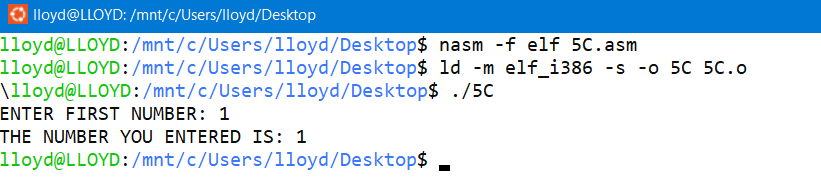 lloyd@LLOYD: /mnt/c/Users/lloyd/Desktop
lloyd@LLOYD:/mnt/c/Users/lloyd/Desktop$ nasm -f elf 5C.asm
lloyd@LLOYD:/mnt/c/Users/lloyd/Desktop$ ld -m elf_i386 -s -o 5C 5C.o
\lloyd@LLOYD:/mnt/c/Users/lloyd/Desktop$ ./5C
ENTER FIRST NUMBER: 1
THE NUMBER YOU ENTERED IS: 1
lloyd@LLOYD:/mnt/c/Users/lloyd/Desktop$